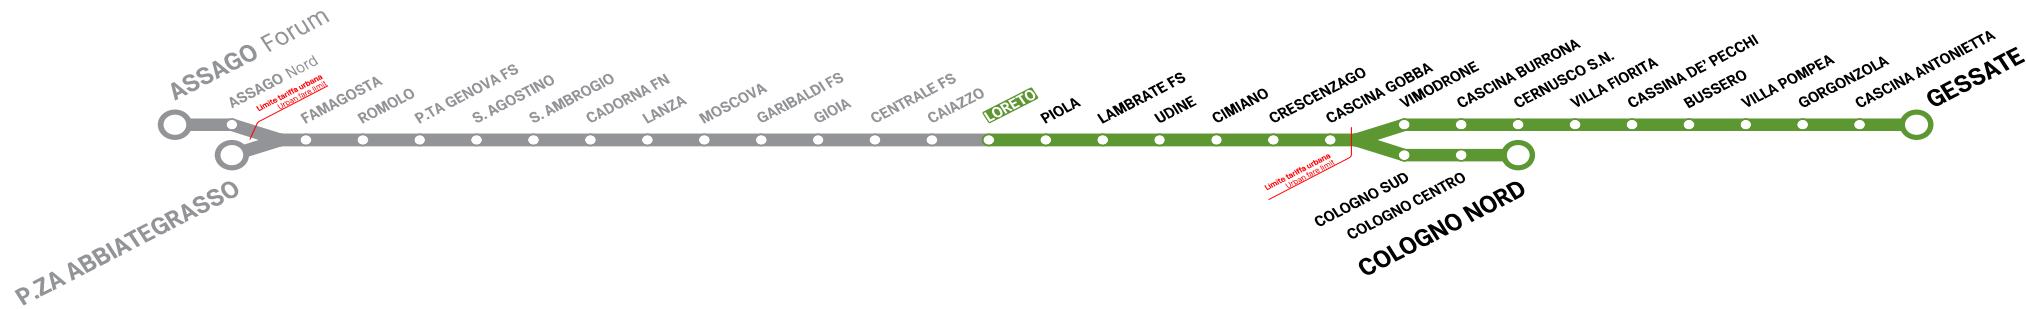 ASSAGO Forum
ASSAGO Nord
Limite tariffa urbana
Urban fare limit
P.ZA ABBIATEGRASSO
FAMAGOSTA
ROMOLO
P.TA GENOVA FS
S. AGOSTINO
S. AMBROGIO
CADORNA FN
LANZA
MOSCOVA
GARIBALDI FS
GIOIA
CENTRALE FS
CAIAZZO
LORETO
PIOLA
LAMBRATE FS
UDINE
CIMIANO
CRESCENZAGO
CASCINA GOBBA
Limite tariffa urbana
Urban fare limit
VIMODRONE
CASCINA BURRONA
CERNUSCO S.N.
VILLA FIORITA
CASSINA DE' PECCHI
BUSSERO
VILLA POMPEA
GORGONZOLA
CASCINA ANTONIETTA
GESSATE
COLOGNO SUD
COLOGNO CENTRO
COLOGNO NORD